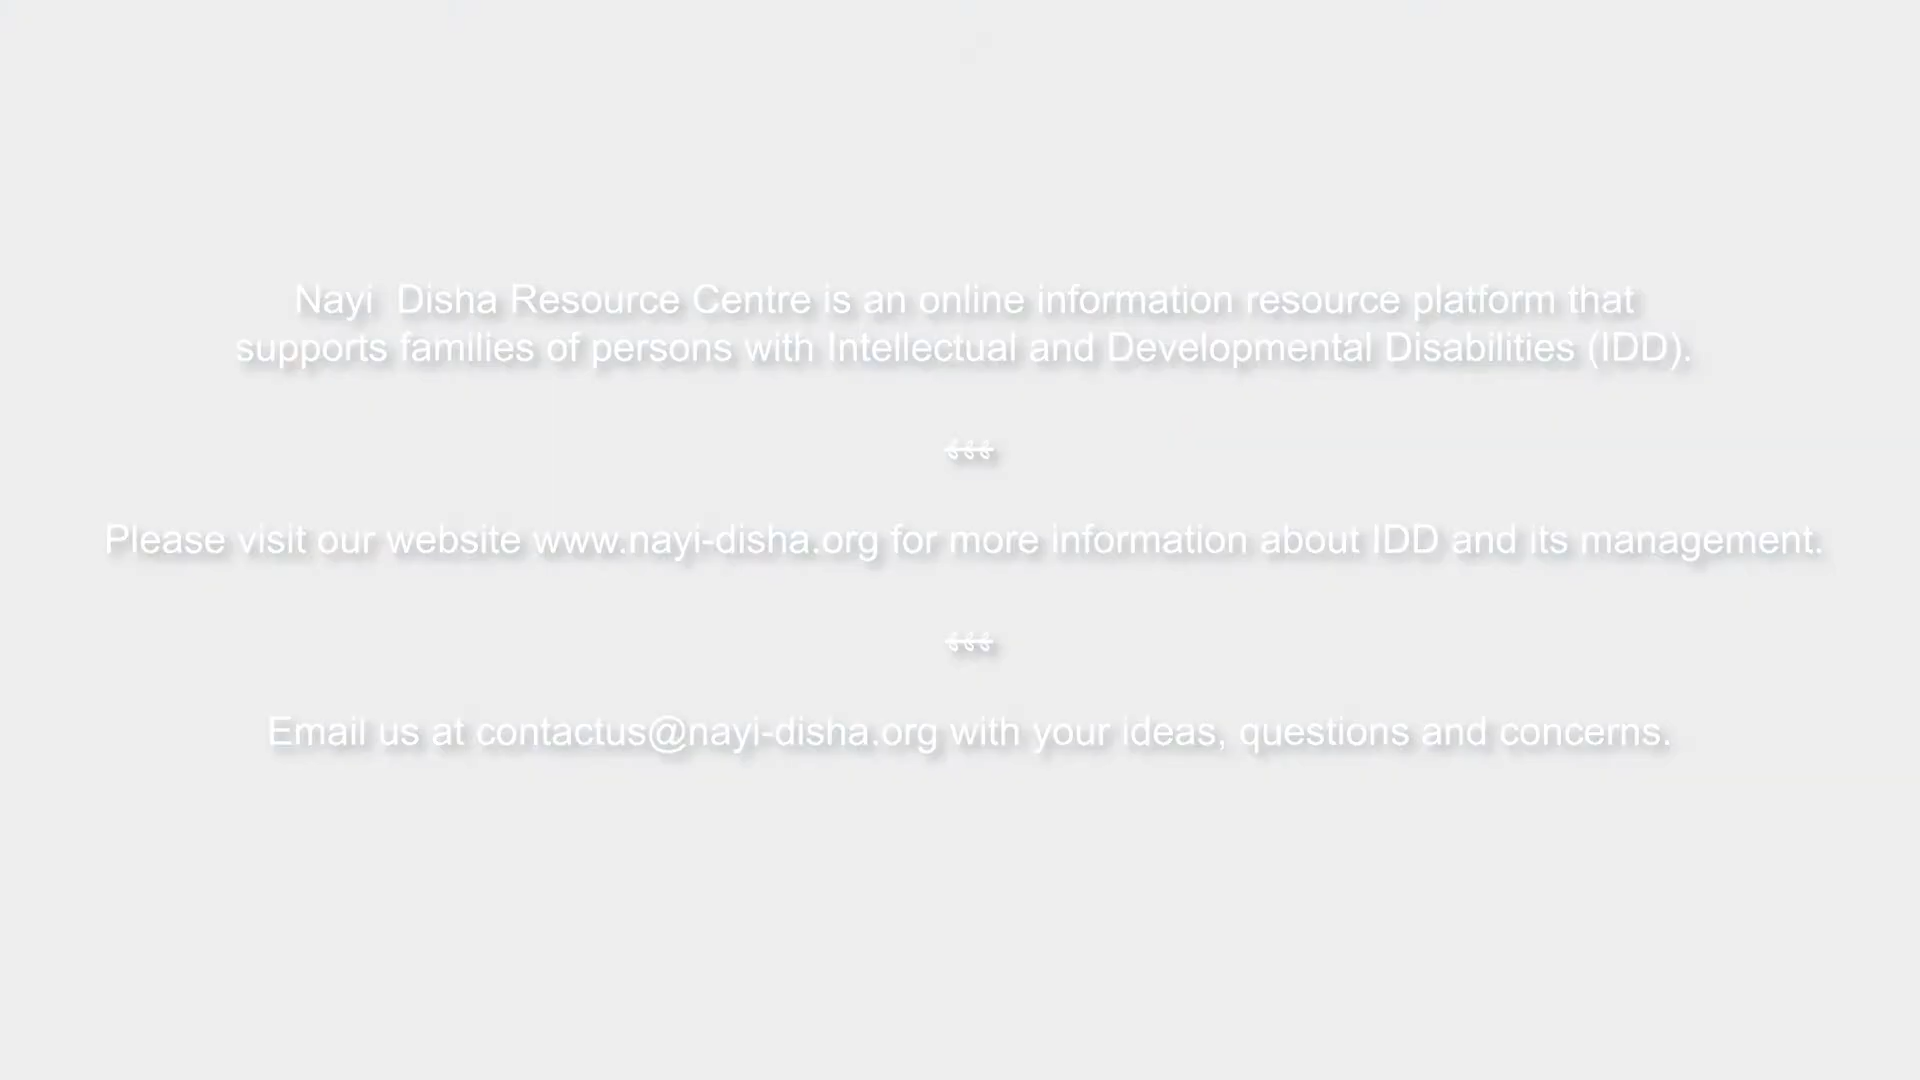 Nayi  Disha Resource Centre is an online information resource platform that
supports families of persons with Intellectual and Developmental Disabilities (IDD).
Please visit our website www.nayi-disha.org for more information about IDD and its management.
Email us at contactus@nayi-disha.org with your ideas, questions and concerns.